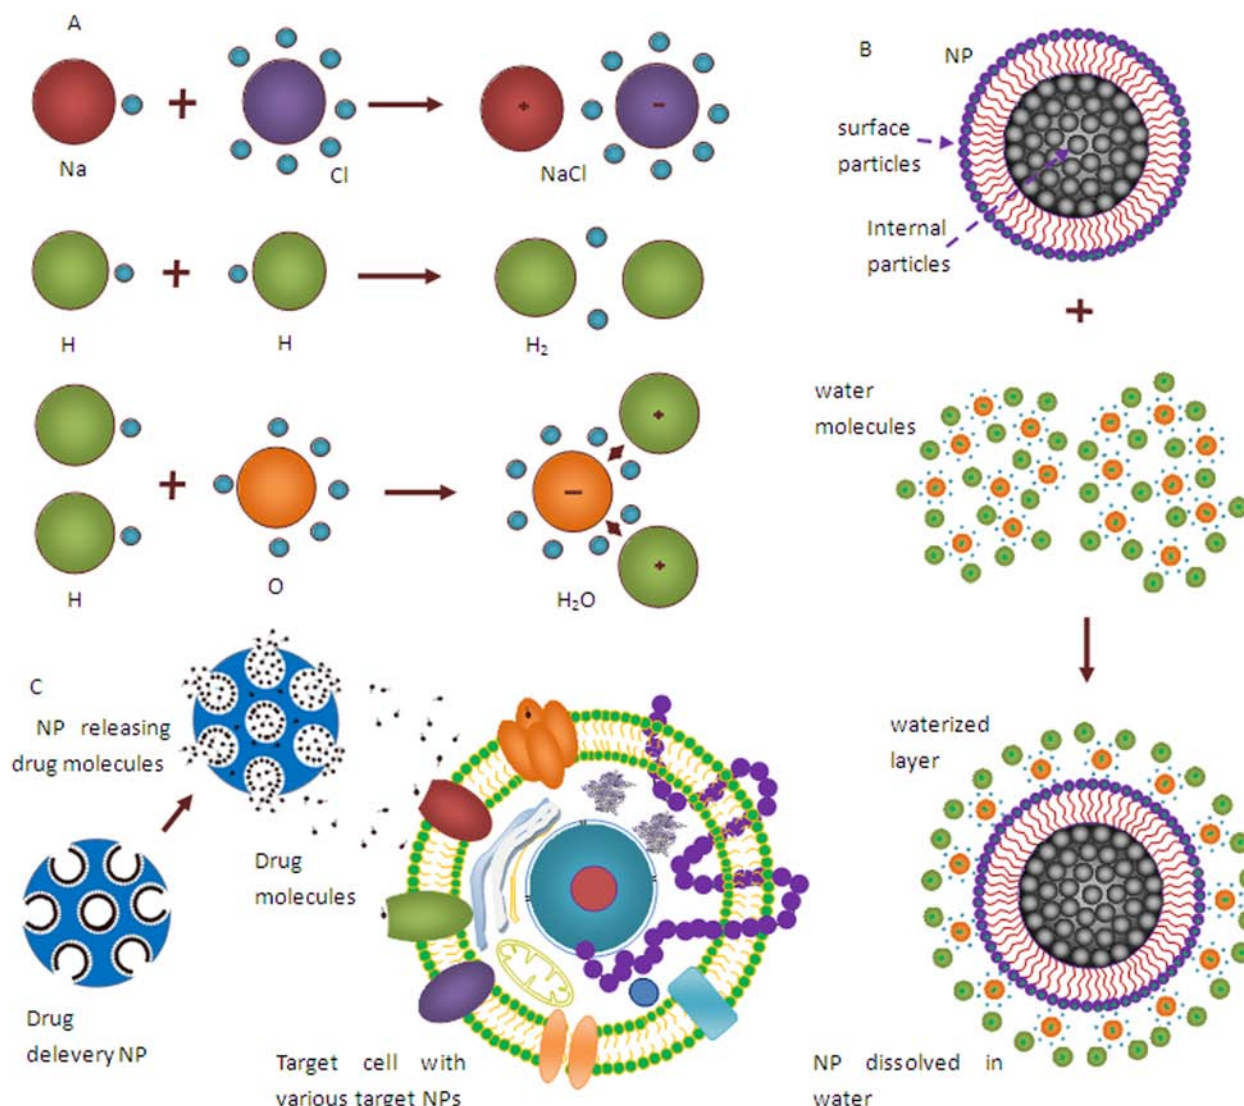 A
Na
Cl
NaCl
+
−
H
H
H₂
H
O
H₂O
−
+
+
B
NP
surface
particles
Internal
particles
+
water
molecules
waterized
layer
NP dissolved in
water
C
NP releasing
drug molecules
Drug
molecules
Drug
delevery NP
Target cell with
various target NPs